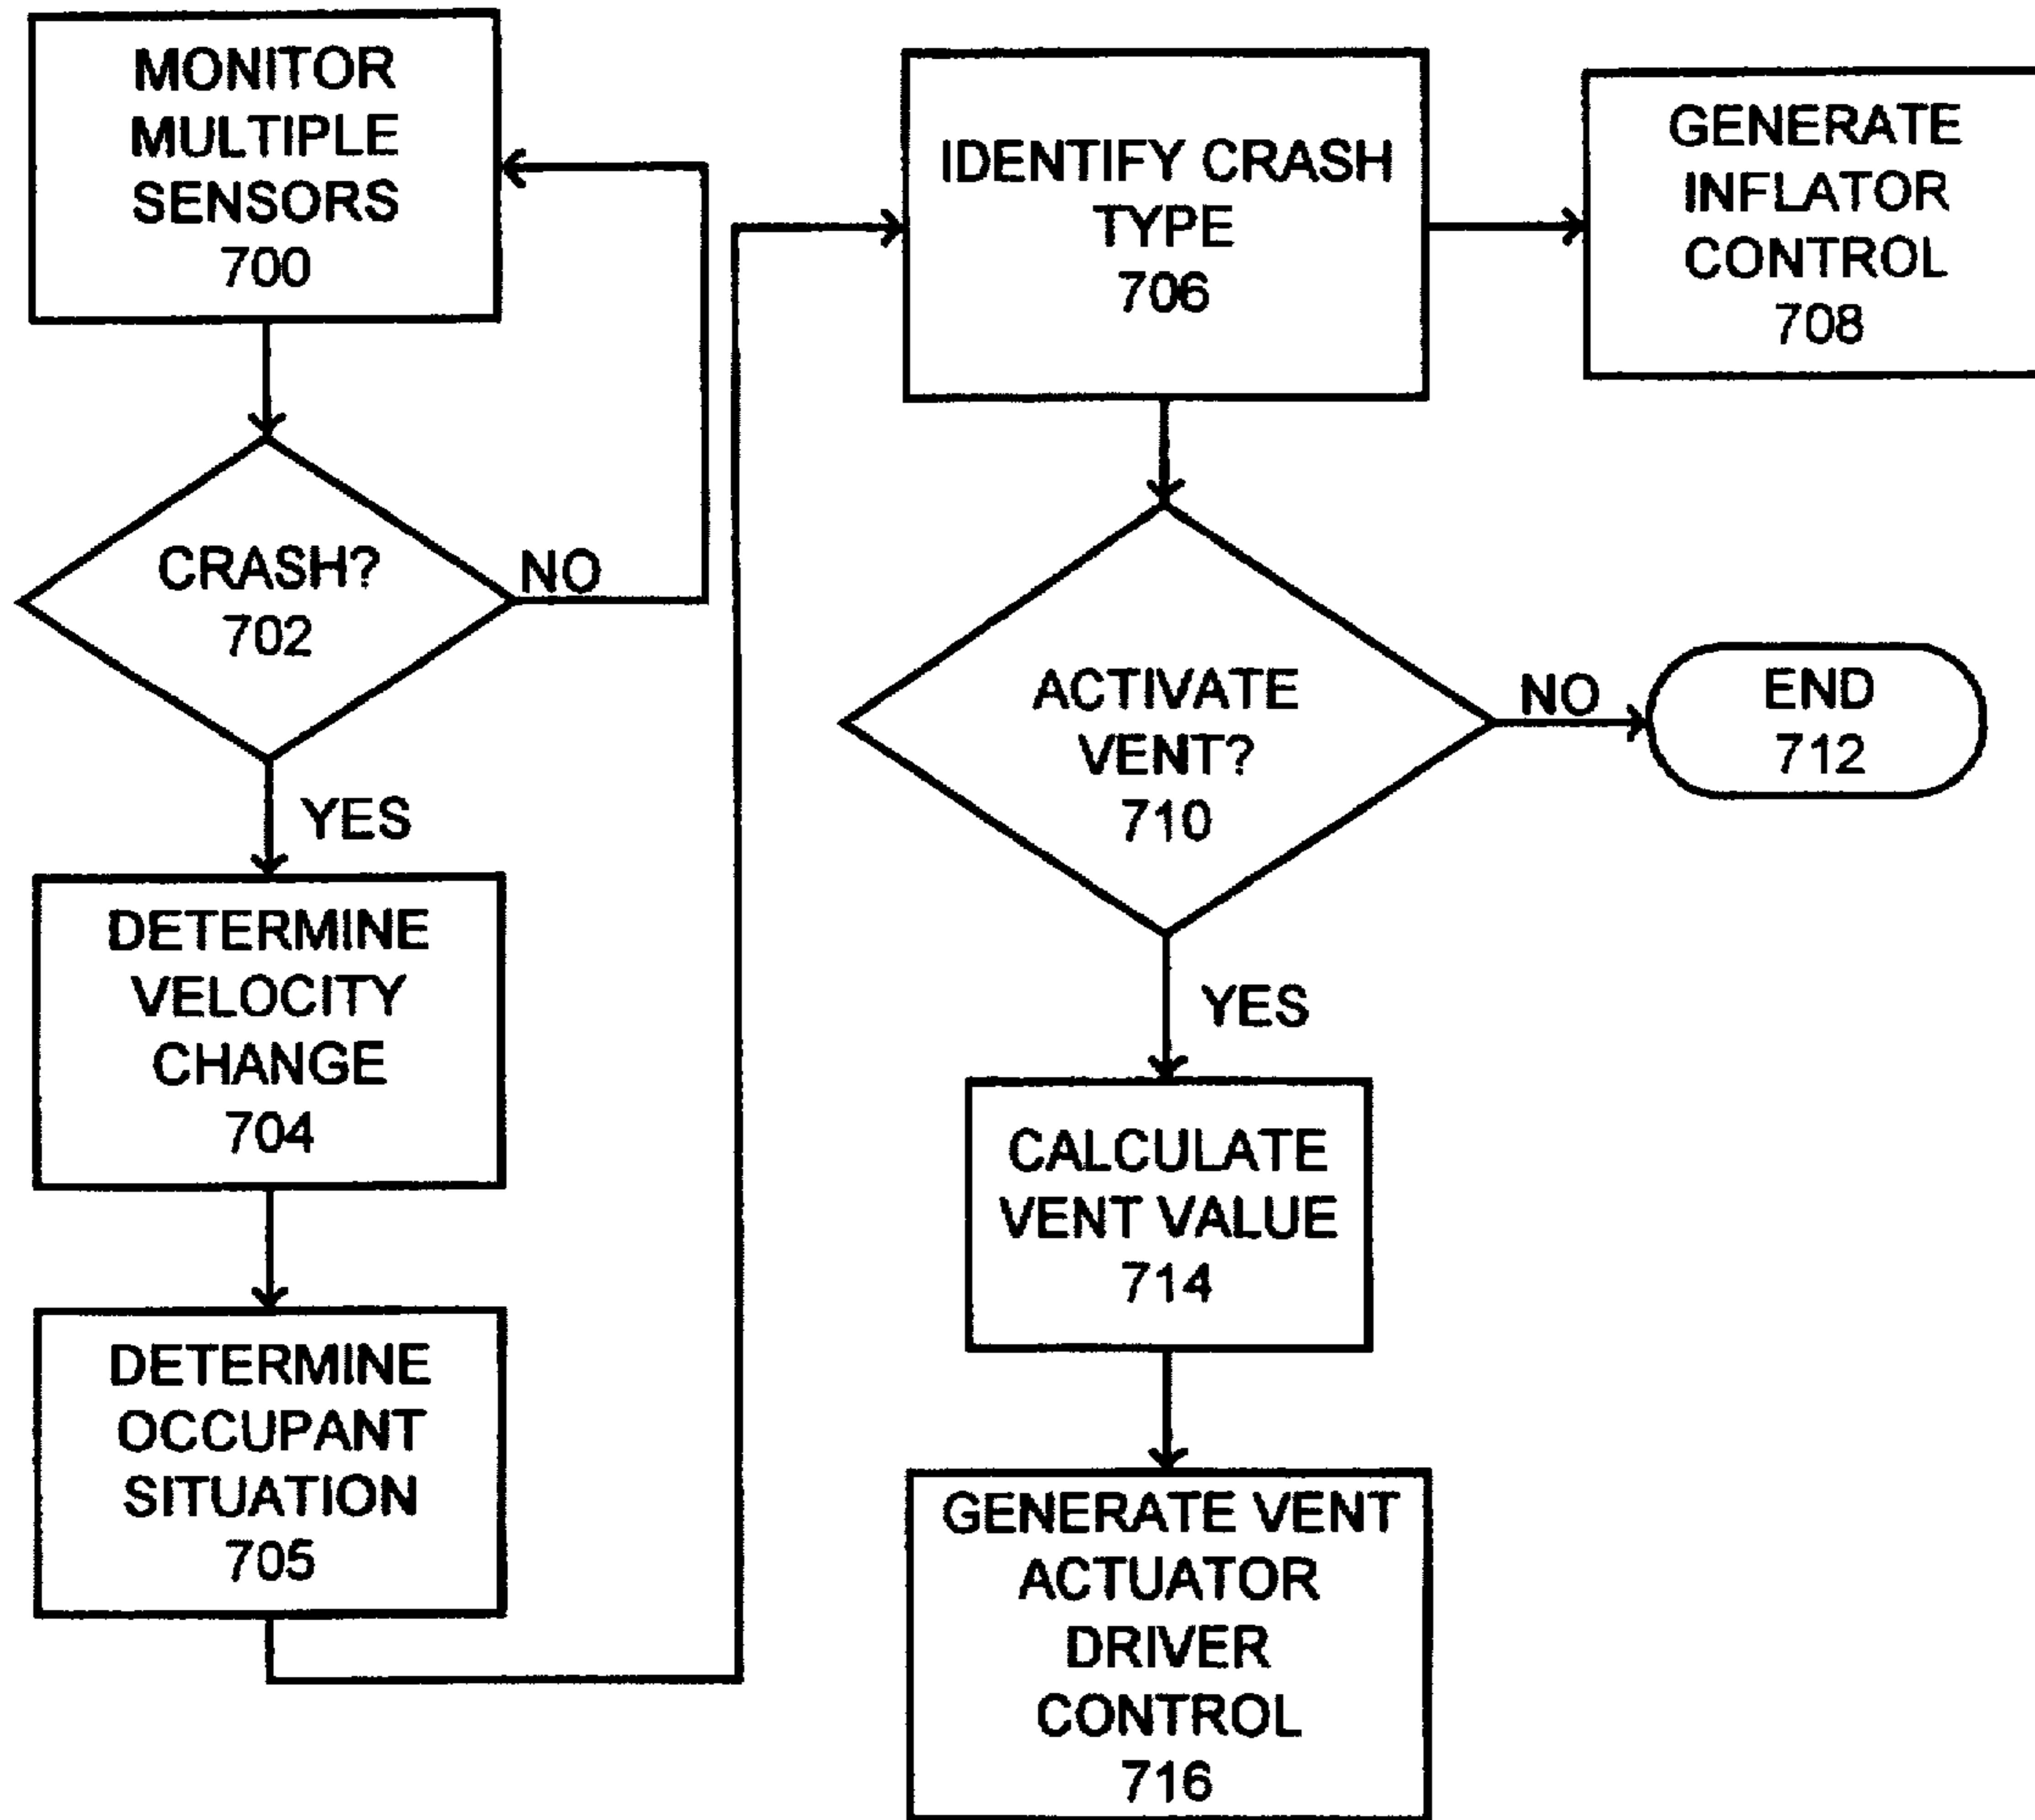 MONITOR
MULTIPLE
SENSORS
700
CRASH?
702
NO
YES
DETERMINE
VELOCITY
CHANGE
704
DETERMINE
OCCUPANT
SITUATION
705
IDENTIFY CRASH
TYPE
706
GENERATE
INFLATOR
CONTROL
708
ACTIVATE
VENT?
710
NO
END
712
YES
CALCULATE
VENT VALUE
714
GENERATE VENT
ACTUATOR
DRIVER
CONTROL
716